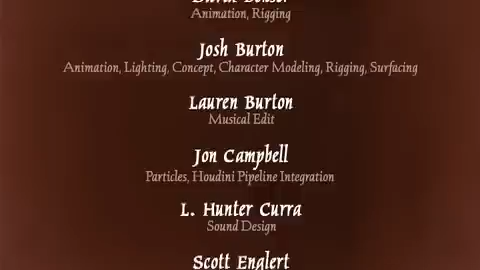 Animation, Rigging
Josh Burton
Animation, Lighting, Concept, Character Modeling, Rigging, Surfacing
Lauren Burton
Musical Edit
Jon Campbell
Particles, Houdini Pipeline Integration
L. Hunter Curra
Sound Design
Scott Englert